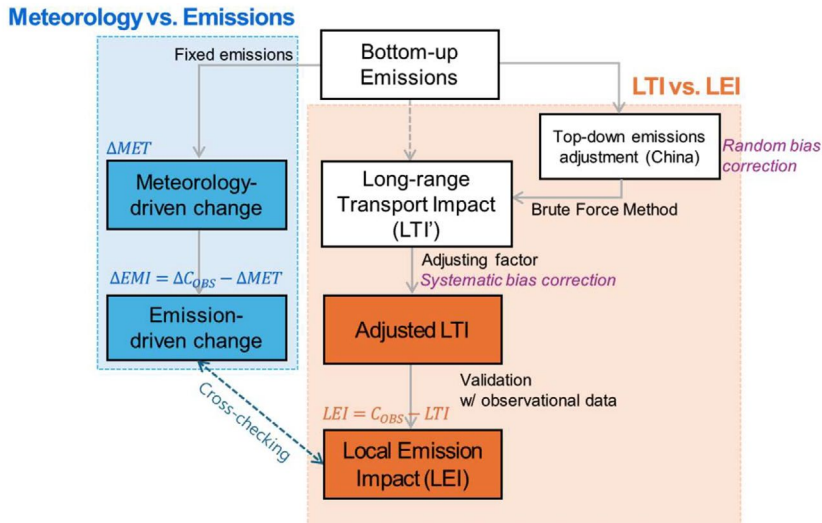 Meteorology vs. Emissions
Fixed emissions
Bottom-up
Emissions
LTI vs. LEI
Top-down emissions
adjustment (China)
Random bias
correction
ΔMET
Meteorology-
driven change
Long-range
Transport Impact
(LTI’)
Brute Force Method
Adjusting factor
Systematic bias correction
ΔEMI = ΔC_OBS − ΔMET
Emission-
driven change
Adjusted LTI
Validation
w/ observational data
LEI = C_OBS − LTI
Cross-checking
Local Emission
Impact (LEI)